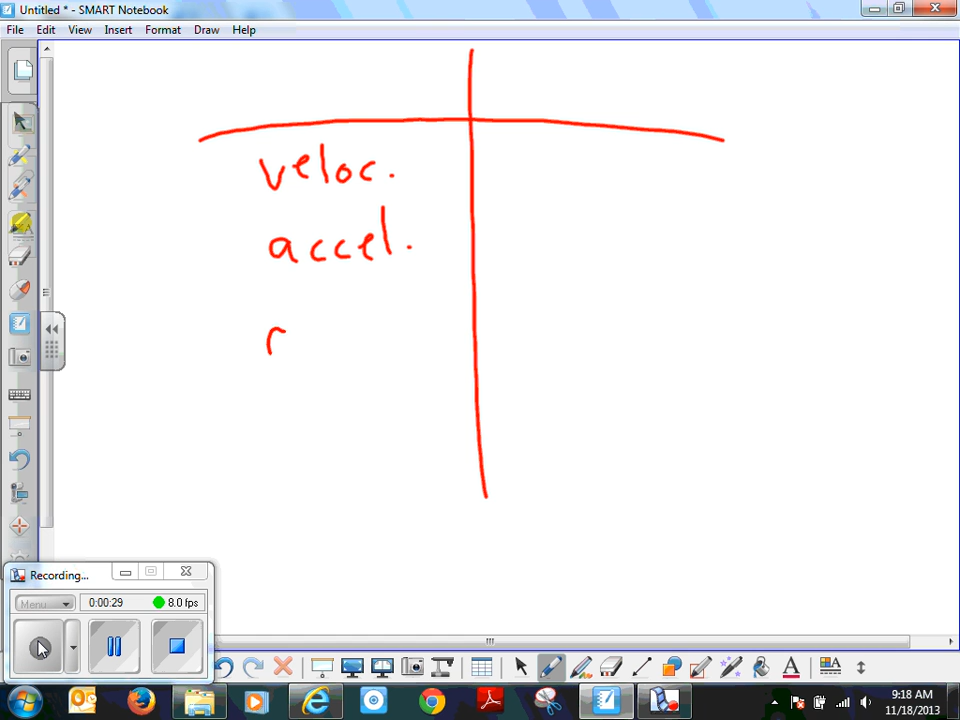 Untitled * - SMART Notebook
File Edit View Insert Format Draw Help
veloc.
accel.
r
Recording...
Menu 0:00:29 8.0 fps
9:18 AM
11/18/2013